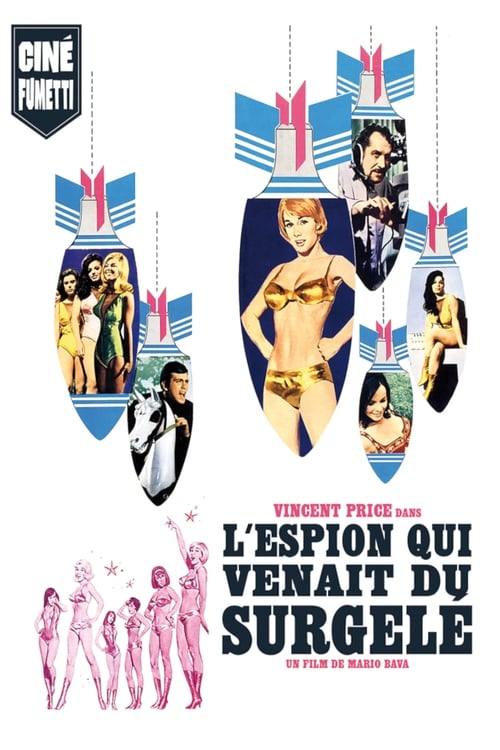 CINÉ
FUMETTI
VINCENT PRICE DANS
L'ESPION QUI
VENAIT DU
SURGELÉ
UN FILM DE MARIO BAVA